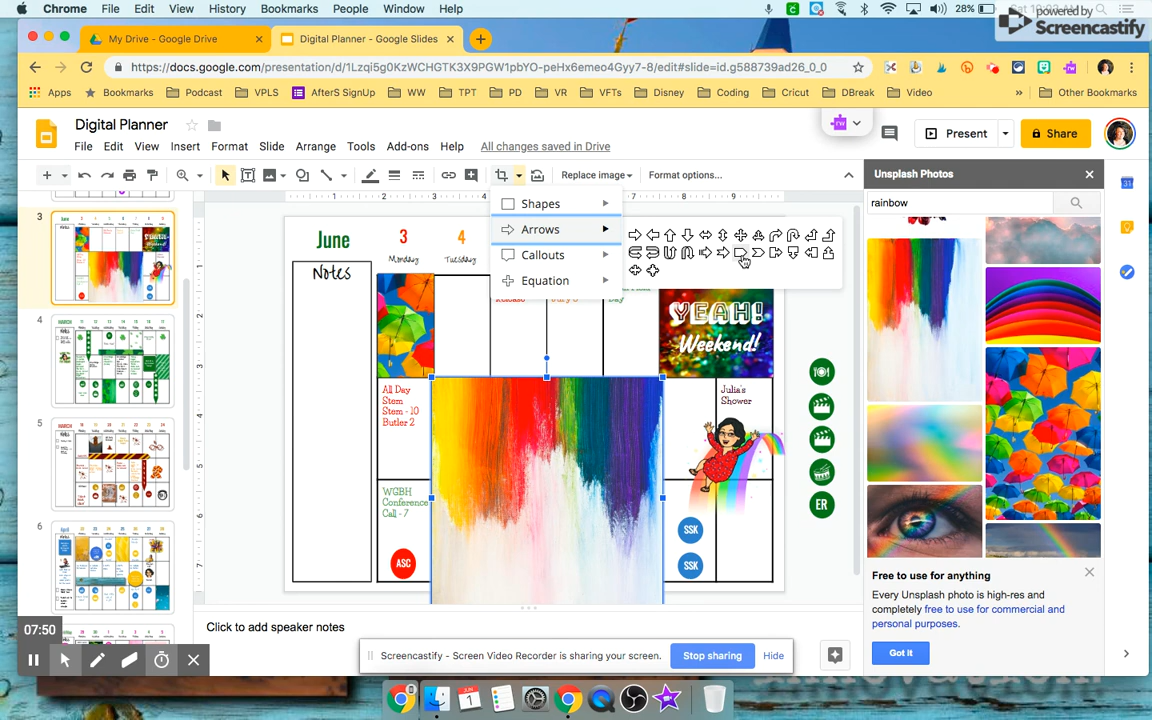 Chrome File Edit View History Bookmarks People Window Help 28%
powered by
Screencastify
My Drive - Google Drive Digital Planner - Google Slides
https://docs.google.com/presentation/d/1Lzqi5g0KzWCHGTK3X9PGW1pbYO-peHx6emeo4Gyy7-8/edit#slide=id.g588739ad26_0_0
Apps Bookmarks Podcast VPLS AfterS SignUp WW TPT PD VR VFTs Disney Coding Cricut DBreak Video » Other Bookmarks
Digital Planner
File Edit View Insert Format Slide Arrange Tools Add-ons Help All changes saved in Drive
Present Share
Replace image Format options...
Unsplash Photos
rainbow
Shapes
Arrows
Callouts
Equation
3
4
5
6
June 3 4
Monday Tuesday
Notes
YEAH!
Weekend!
All Day
Stem
Stem - 10
Butler 2
Julia's
Shower
WGBH
Conference
Call - 7
ASC
SSK
SSK
ER
Free to use for anything
Every Unsplash photo is high-res and
completely free to use for commercial and
personal purposes.
Got it
Click to add speaker notes
07:50
Screencastify - Screen Video Recorder is sharing your screen. Stop sharing Hide